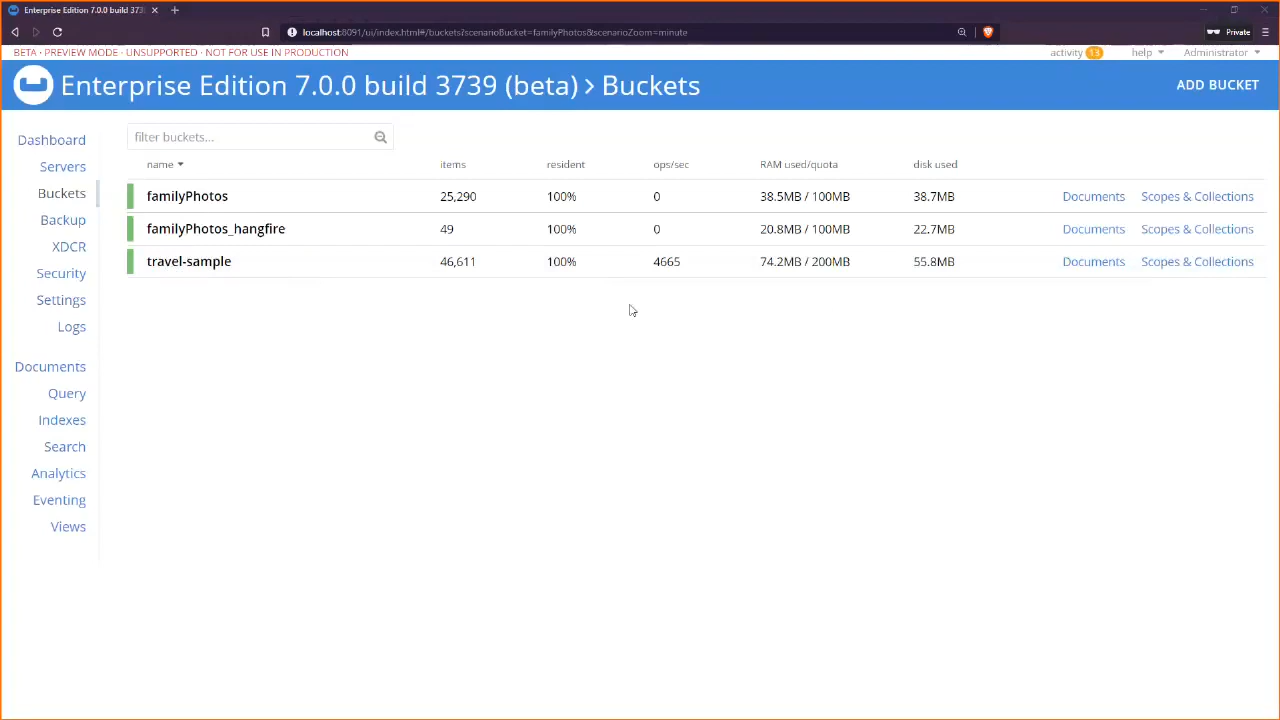 Enterprise Edition 7.0.0 build 373
localhost:8091/ui/index.html#/buckets?scenarioBucket=familyPhotos&scenarioZoom=minute
Private
BETA • PREVIEW MODE • UNSUPPORTED • NOT FOR USE IN PRODUCTION
activity 13 help Administrator
Enterprise Edition 7.0.0 build 3739 (beta) > Buckets
ADD BUCKET
Dashboard
Servers
Buckets
Backup
XDCR
Security
Settings
Logs
Documents
Query
Indexes
Search
Analytics
Eventing
Views
filter buckets...
name items resident ops/sec RAM used/quota disk used
familyPhotos 25,290 100% 0 38.5MB / 100MB 38.7MB Documents Scopes & Collections
familyPhotos_hangfire 49 100% 0 20.8MB / 100MB 22.7MB Documents Scopes & Collections
travel-sample 46,611 100% 4665 74.2MB / 200MB 55.8MB Documents Scopes & Collections